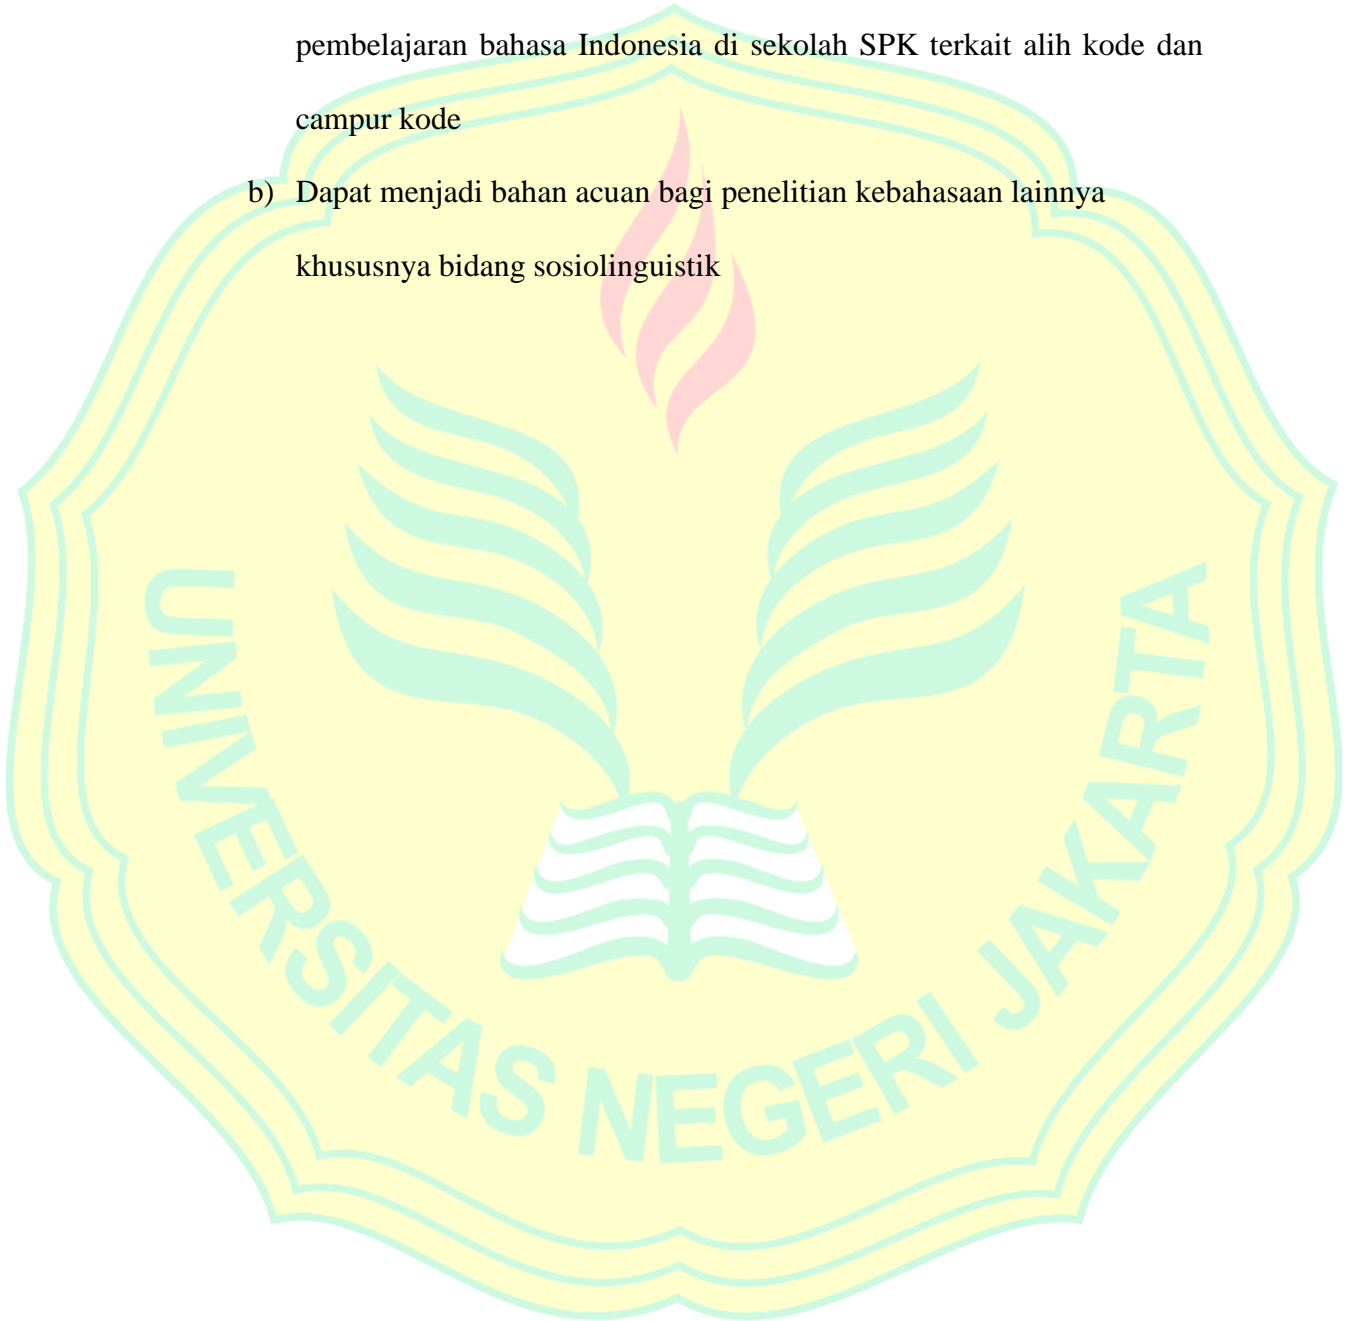 pembelajaran bahasa Indonesia di sekolah SPK terkait alih kode dan
campur kode
b) Dapat menjadi bahan acuan bagi penelitian kebahasaan lainnya
khususnya bidang sosiolinguistik
UNIVERSITAS NEGERI JAKARTA